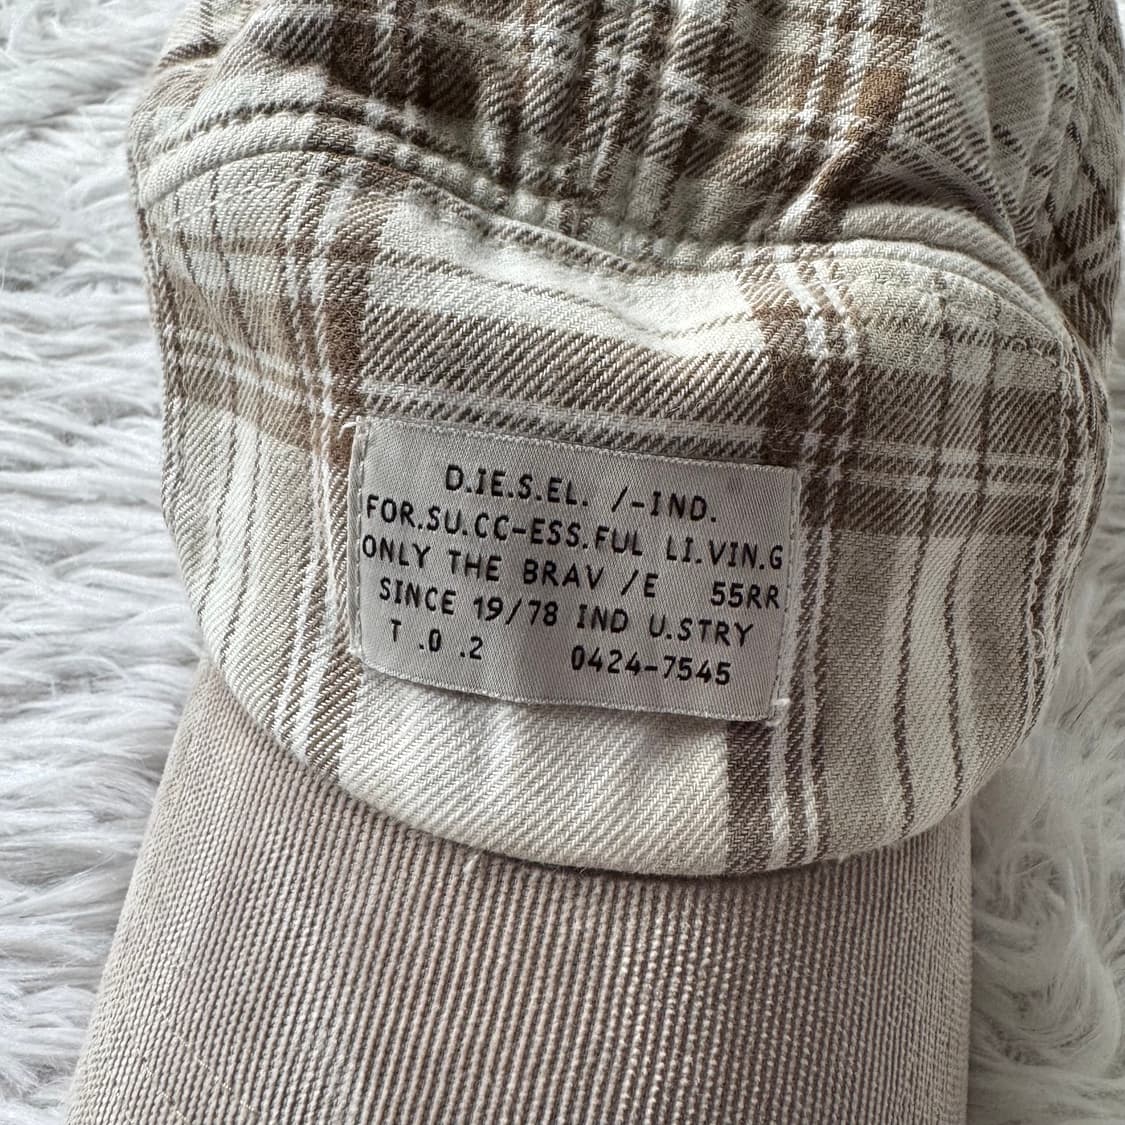 D.IE.S.EL. /-IND.
FOR.SU.CC-ESS.FUL LI.VIN.G
ONLY THE BRAV /E 55RR
SINCE 19/78 IND U.STRY
T .0 .2 0424-7545